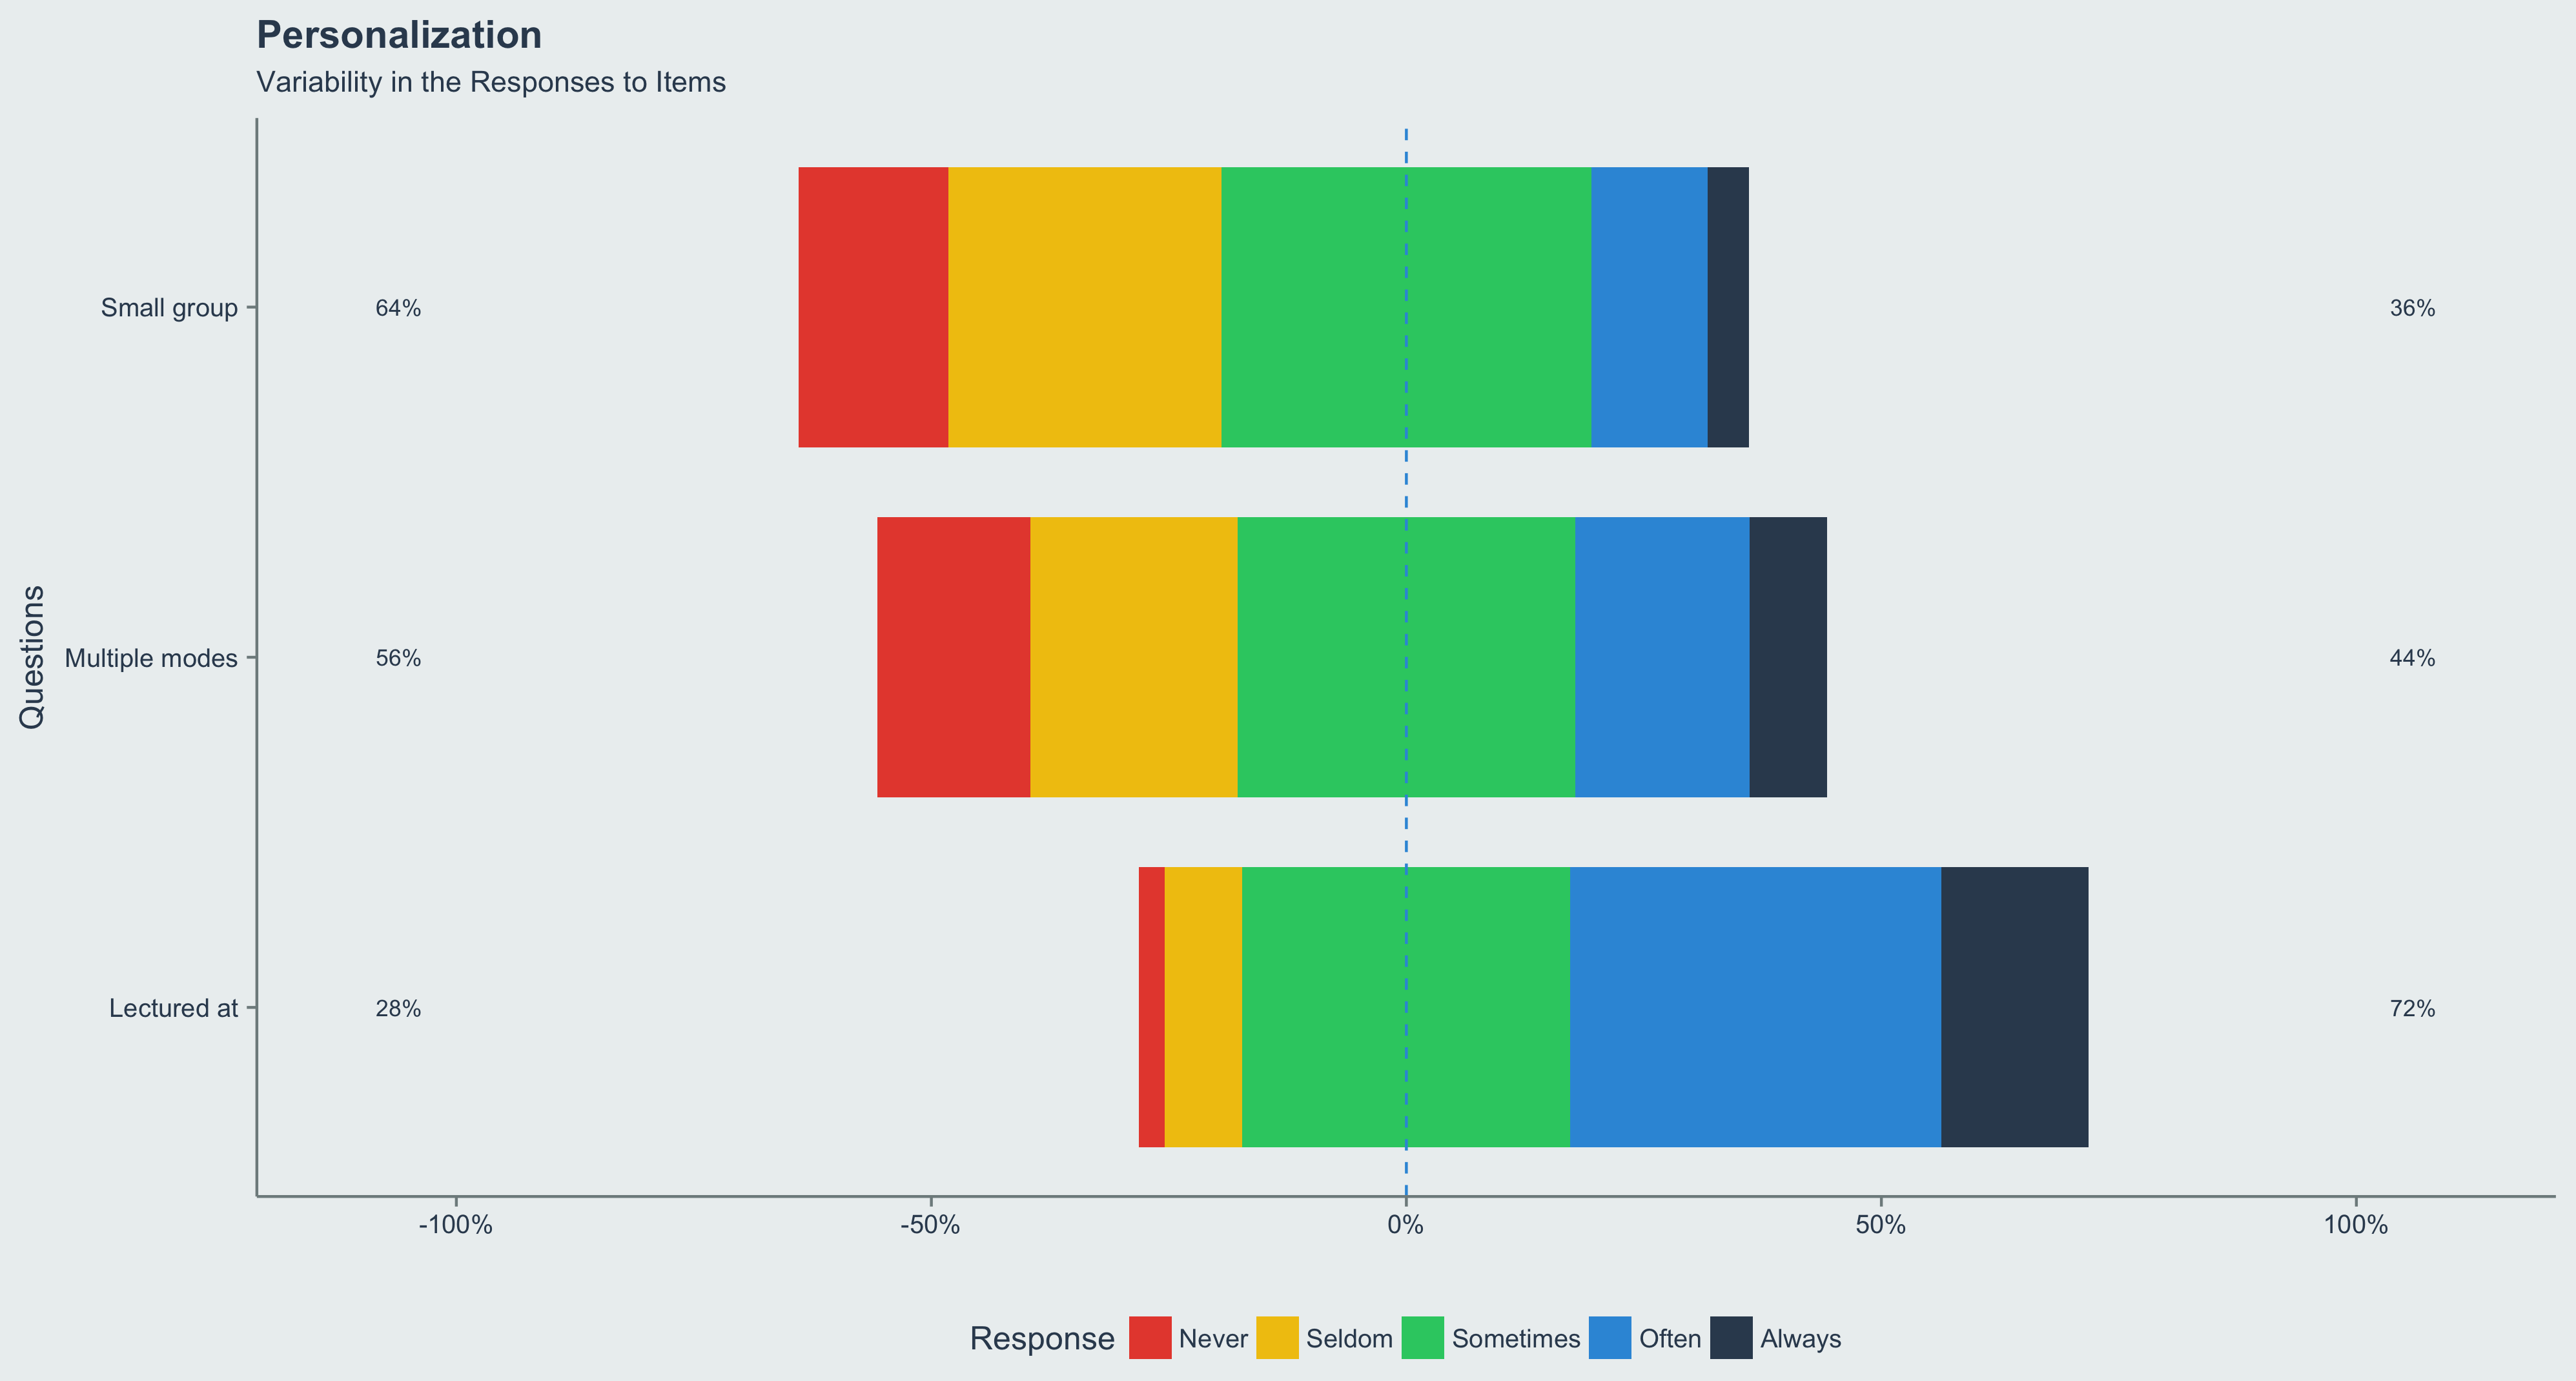 Personalization
Variability in the Responses to Items
Questions
Small group
64%
36%
Multiple modes
56%
44%
Lectured at
28%
72%
-100%
-50%
0%
50%
100%
Response
Never
Seldom
Sometimes
Often
Always